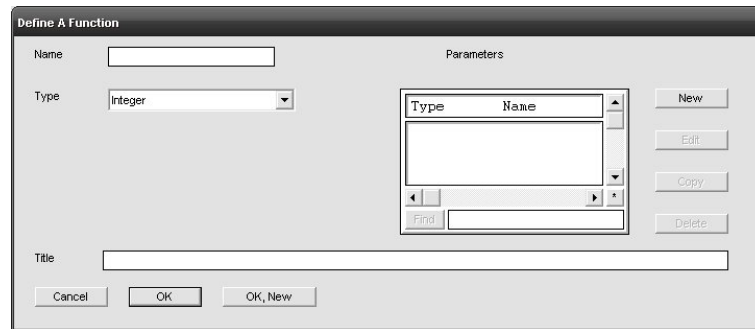 Define A Function
Name
Parameters
Type
Integer
Type Name
New
Edit
Copy
*
Find
Delete
Title
Cancel OK OK, New